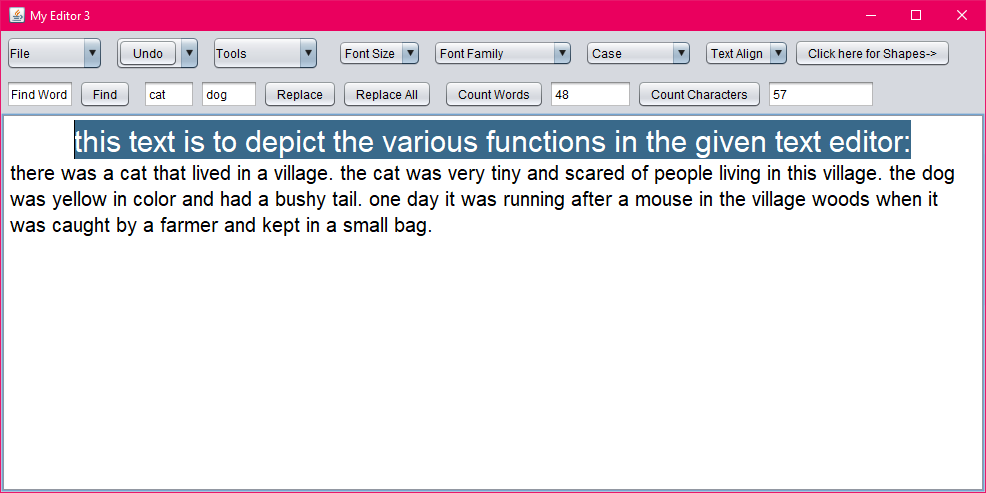 My Editor 3
File Undo Tools Font Size Font Family Case Text Align Click here for Shapes->
Find Word Find cat dog Replace Replace All Count Words 48 Count Characters 57
this text is to depict the various functions in the given text editor:
there was a cat that lived in a village. the cat was very tiny and scared of people living in this village. the dog
was yellow in color and had a bushy tail. one day it was running after a mouse in the village woods when it
was caught by a farmer and kept in a small bag.